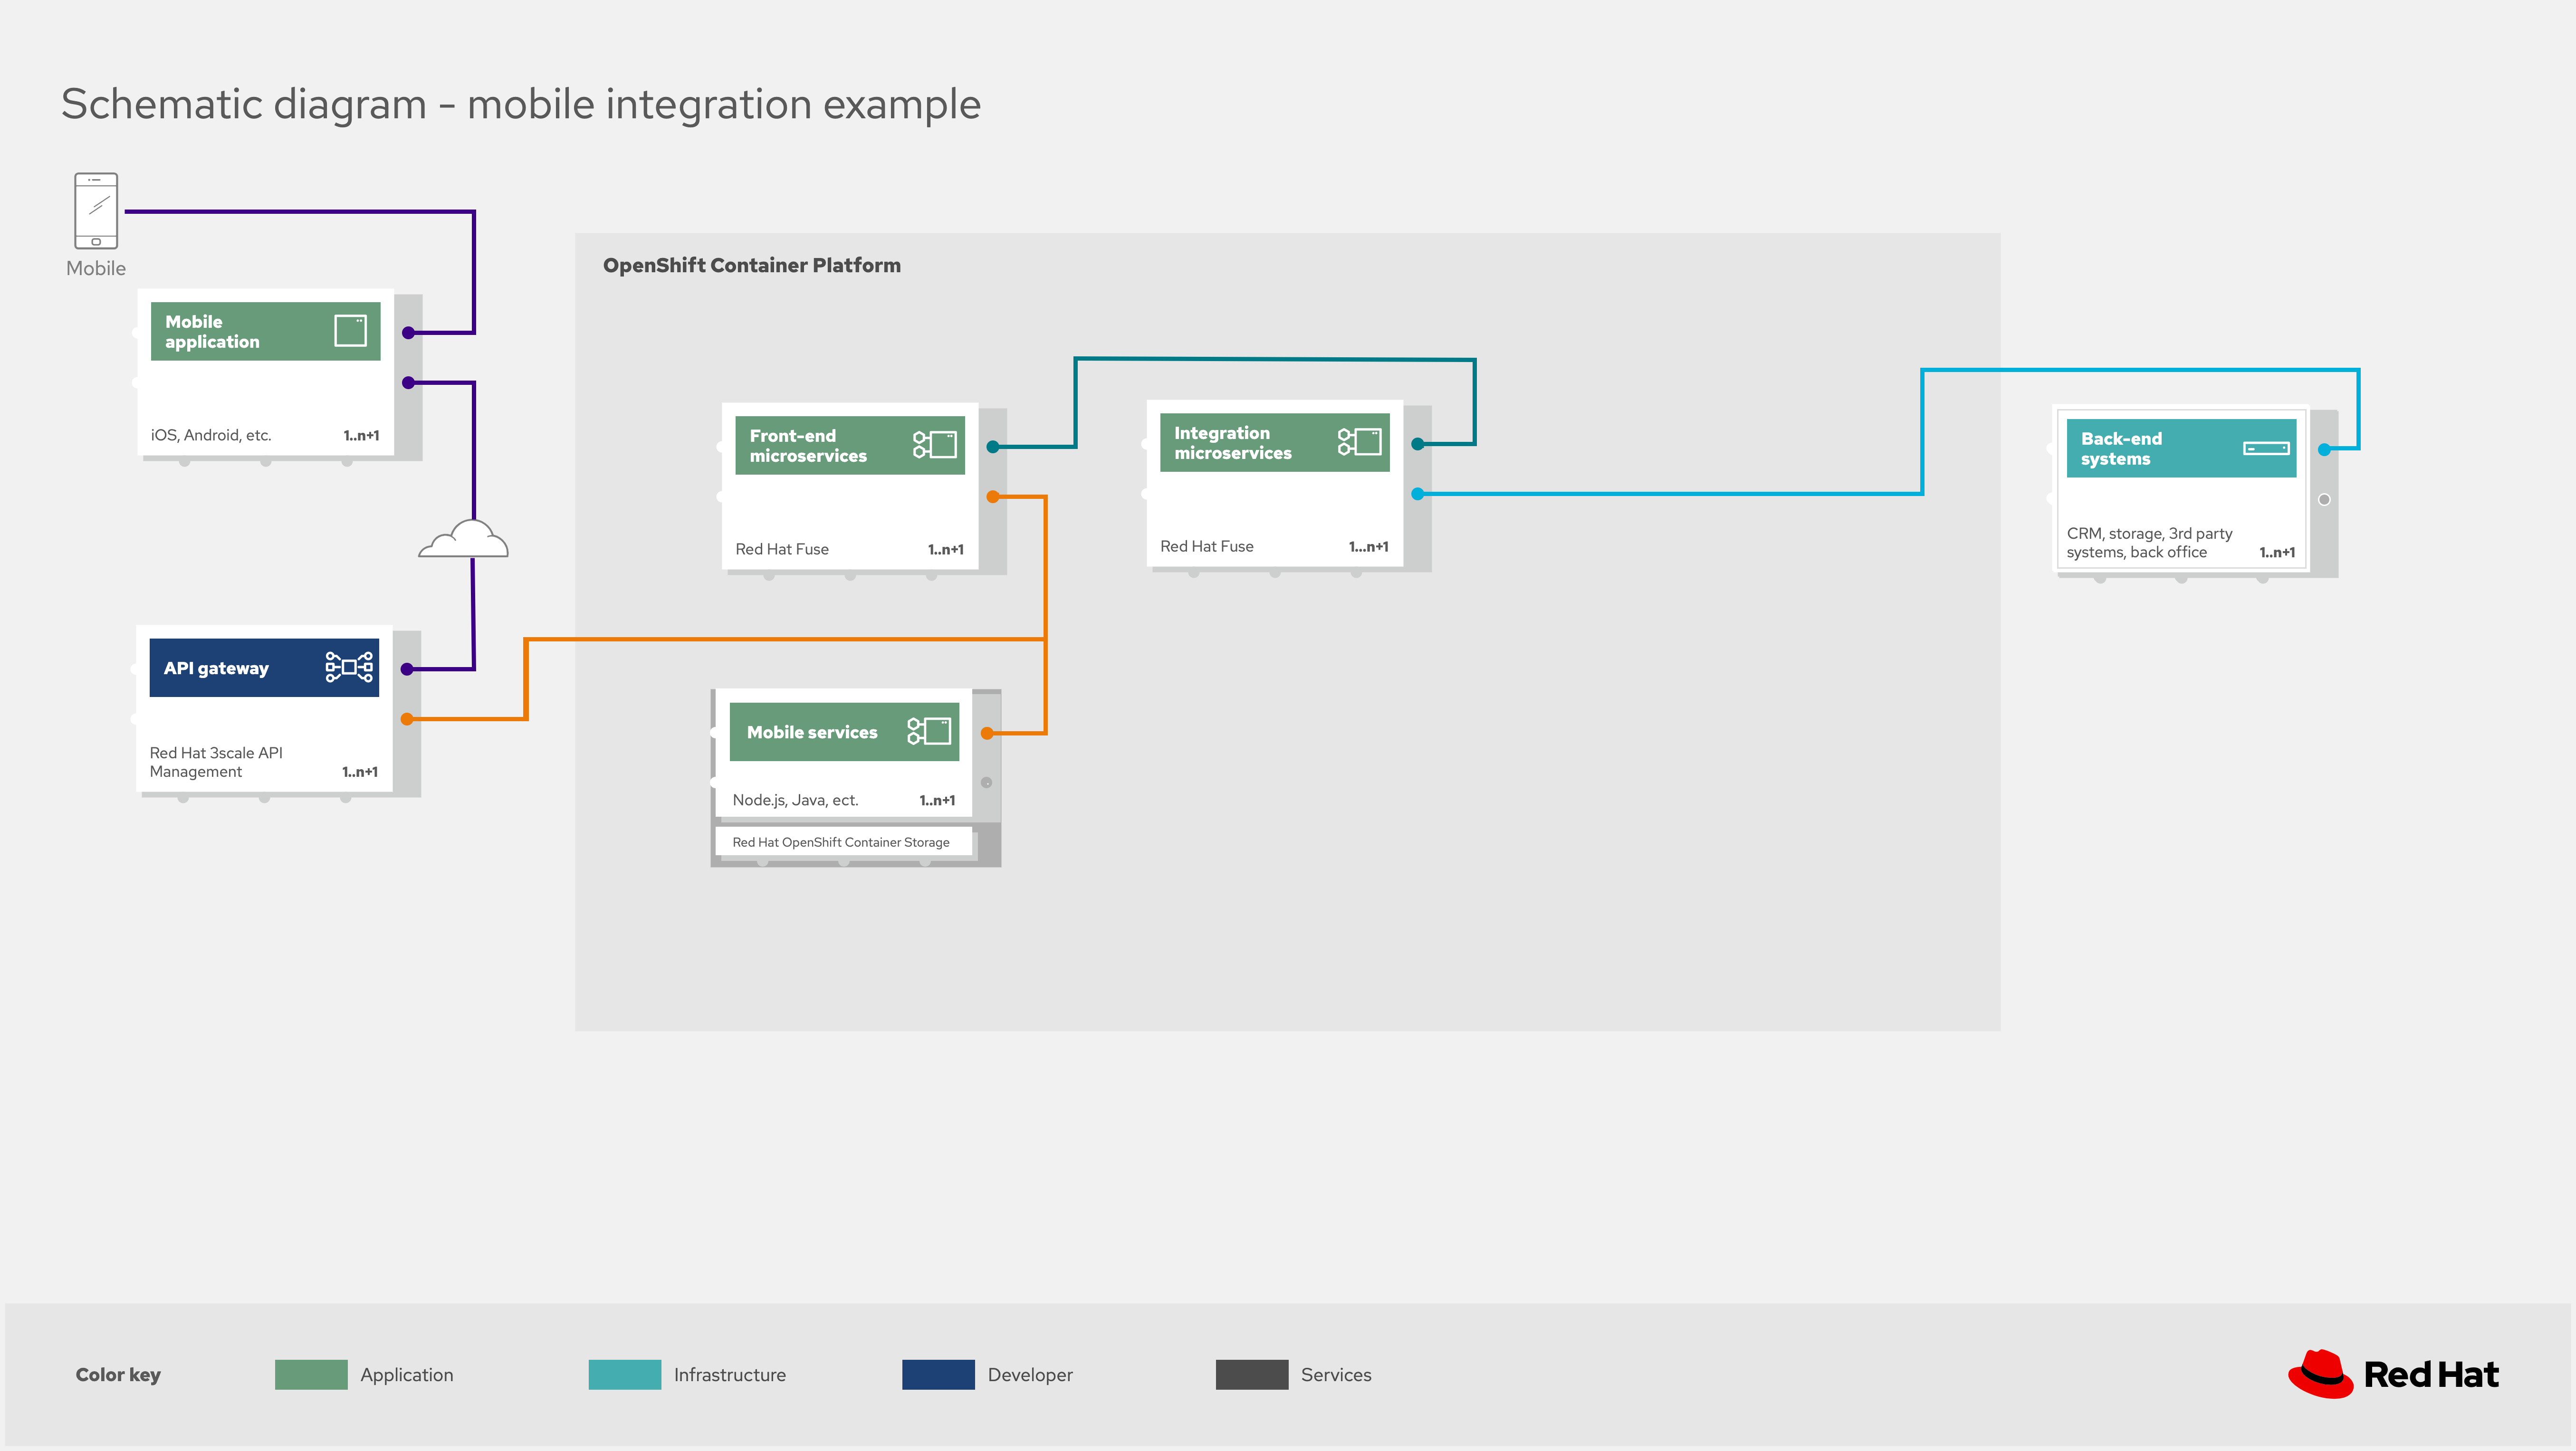 Schematic diagram - mobile integration example
Mobile
OpenShift Container Platform
Mobile
application
iOS, Android, etc.
1..n+1
Front-end
microservices
Red Hat Fuse
1..n+1
Integration
microservices
Red Hat Fuse
1...n+1
Back-end
systems
CRM, storage, 3rd party
systems, back office
1..n+1
API gateway
Red Hat 3scale API
Management
1..n+1
Mobile services
Node.js, Java, ect.
1..n+1
Red Hat OpenShift Container Storage
Color key
Application
Infrastructure
Developer
Services
Red Hat